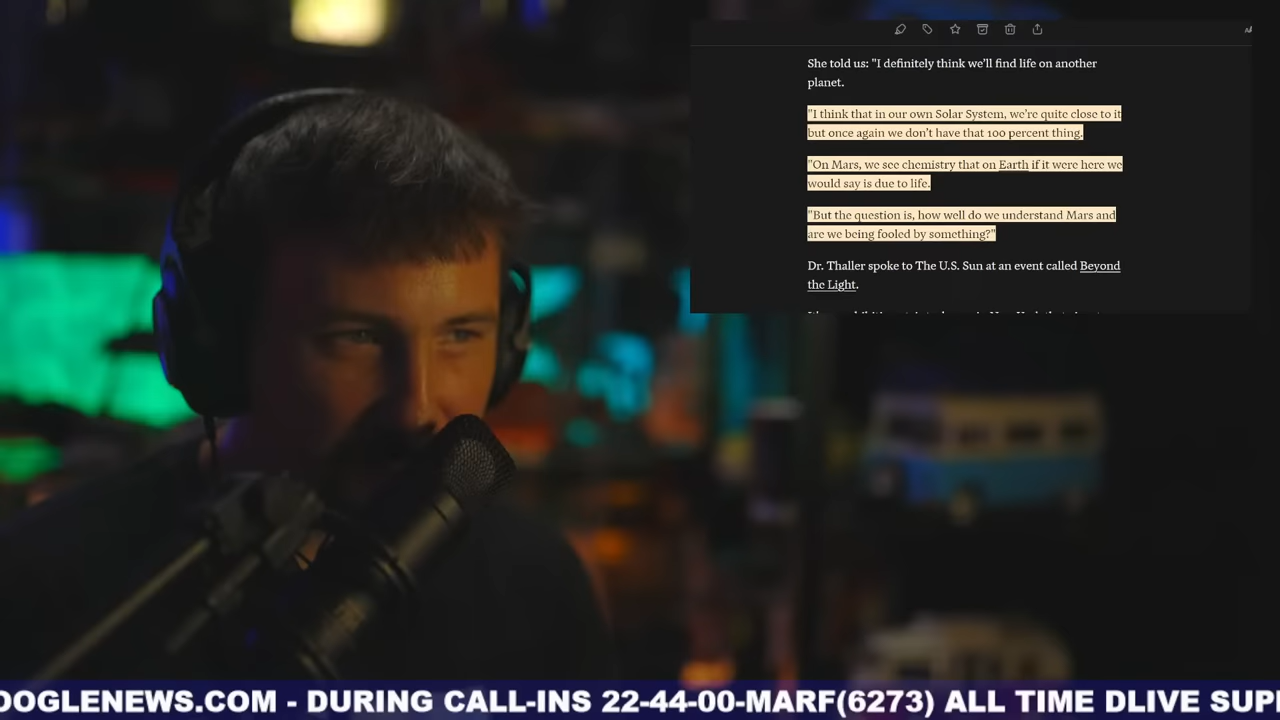 She told us: "I definitely think we'll find life on another
planet.
"I think that in our own Solar System, we're quite close to it
but once again we don't have that 100 percent thing.
"On Mars, we see chemistry that on Earth if it were here we
would say is due to life.
"But the question is, how well do we understand Mars and
are we being fooled by something?"
Dr. Thaller spoke to The U.S. Sun at an event called Beyond
the Light.
OOGLENEWS.COM - DURING CALL-INS 22-44-00-MARF(6273) ALL TIME DLIVE SUP